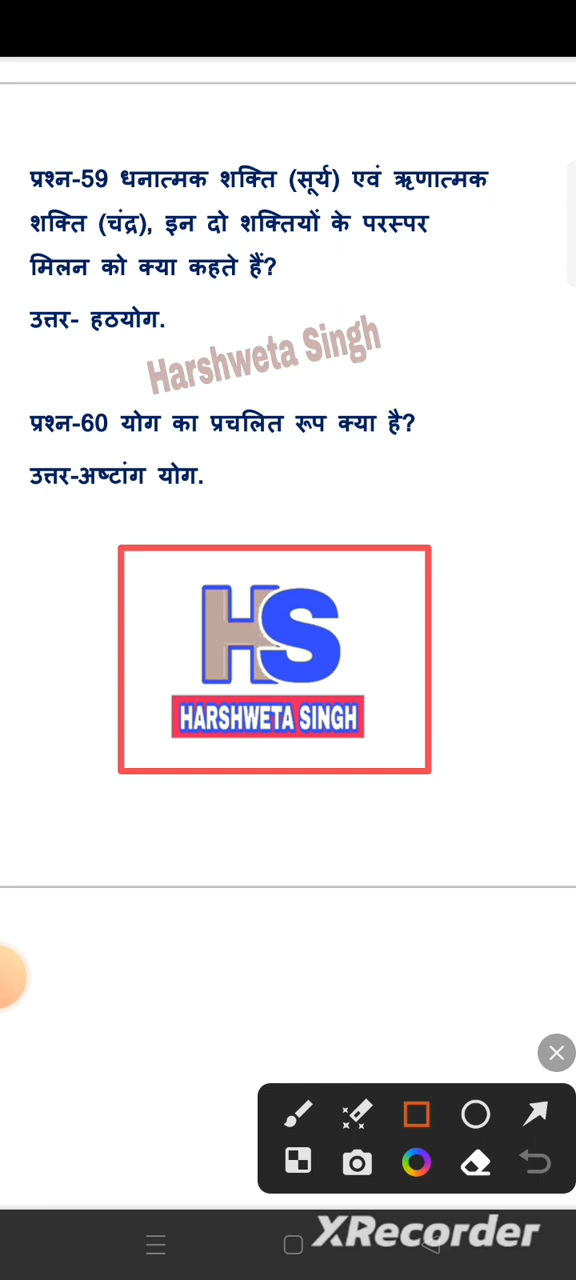 प्रश्न-59 धनात्मक शक्ति (सूर्य) एवं ऋणात्मक
शक्ति (चंद्र), इन दो शक्तियों के परस्पर
मिलन को क्या कहते हैं?
उत्तर- हठयोग.
Harshweta Singh
प्रश्न-60 योग का प्रचलित रूप क्या है?
उत्तर-अष्टांग योग.
HS
HARSHWETA SINGH
XRecorder